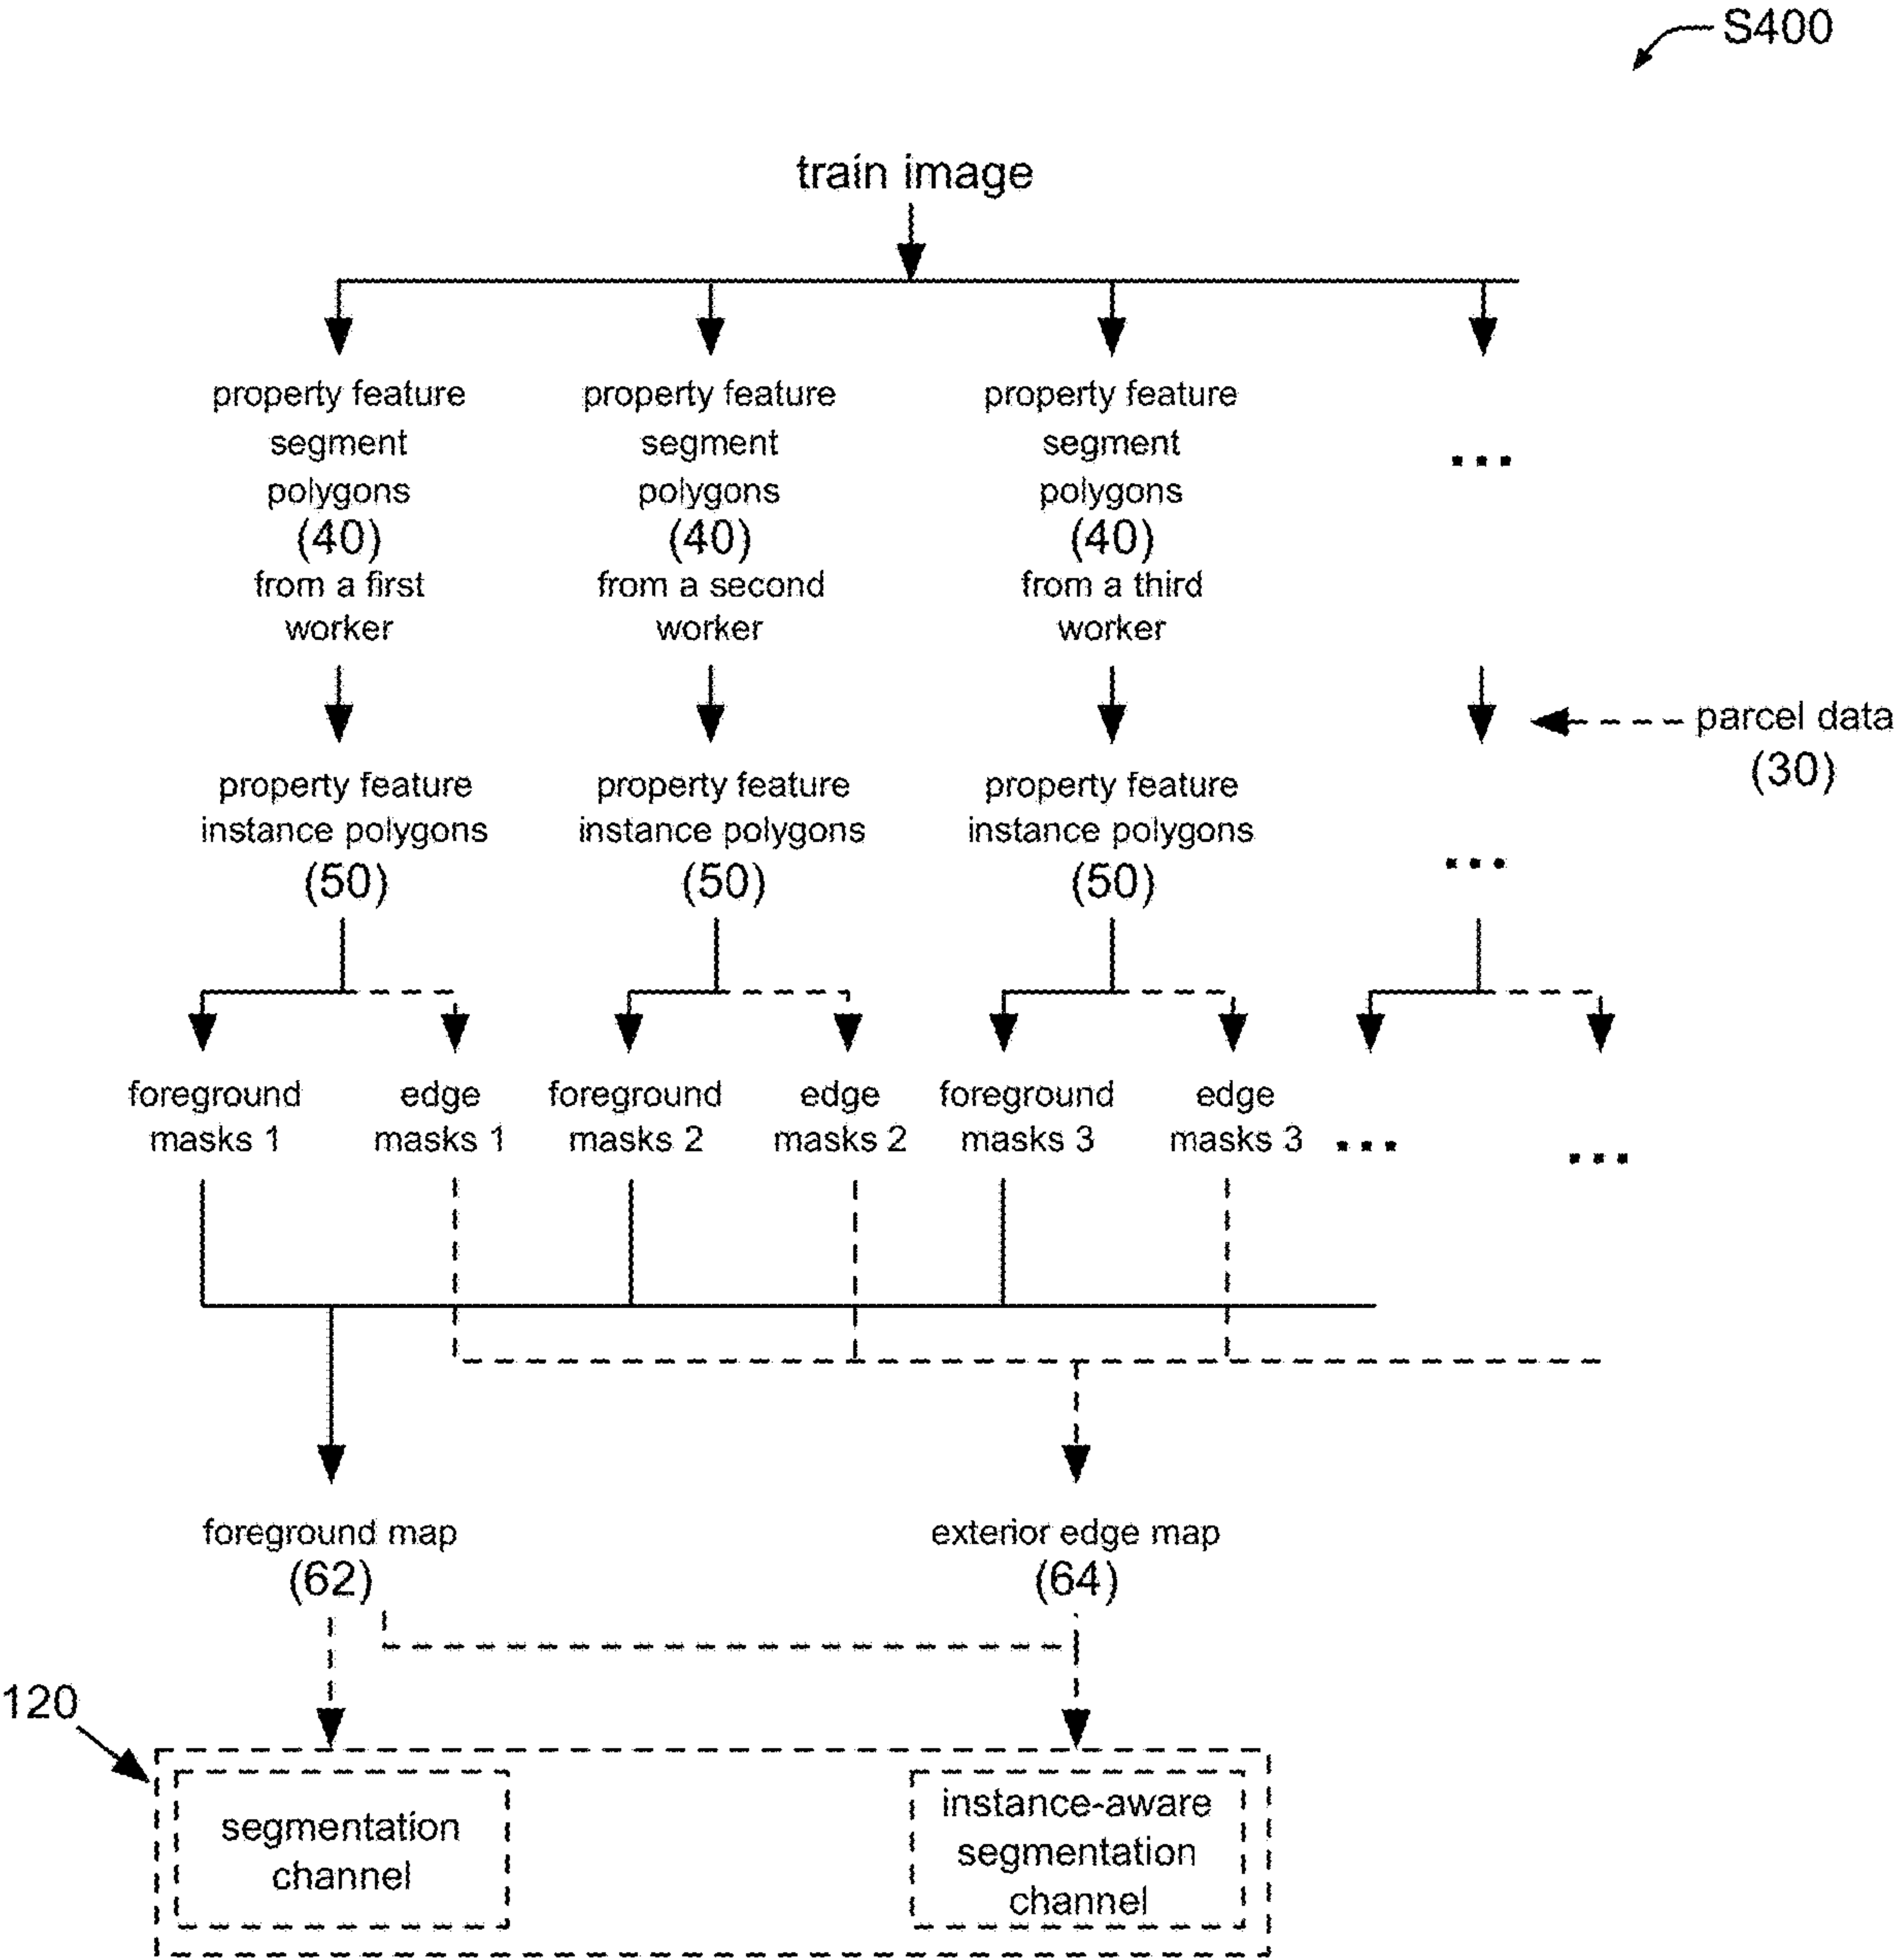 S400
train image
property feature
segment
polygons
(40)
from a first
worker
property feature
segment
polygons
(40)
from a second
worker
property feature
segment
polygons
(40)
from a third
worker
...
parcel data
(30)
property feature
instance polygons
(50)
property feature
instance polygons
(50)
property feature
instance polygons
(50)
...
foreground
masks 1
edge
masks 1
foreground
masks 2
edge
masks 2
foreground
masks 3
edge
masks 3
...
...
foreground map
(62)
exterior edge map
(64)
120
segmentation
channel
instance-aware
segmentation
channel